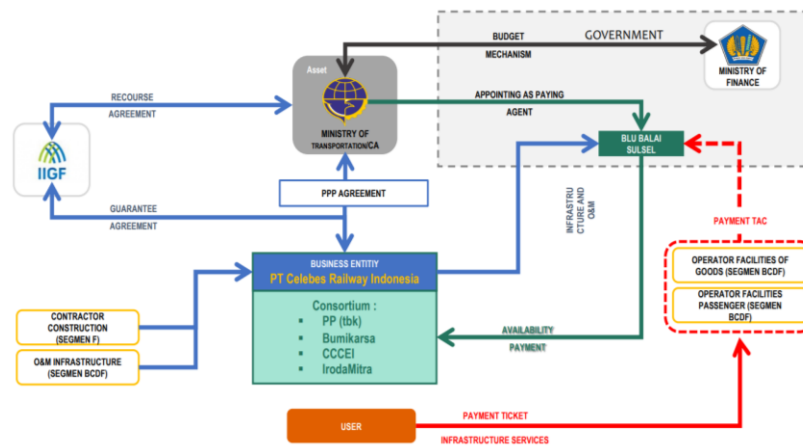 BUDGET
MECHANISM
GOVERNMENT
MINISTRY OF
FINANCE
Asset
MINISTRY OF
TRANSPORTATION/CA
RECOURSE
AGREEMENT
APPOINTING AS PAYING
AGENT
BLU BALAI
SULSEL
IIGF
GUARANTEE
AGREEMENT
PPP AGREEMENT
INFRASTRU
CTURE AND
O&M
PAYMENT TAC
BUSINESS ENTITIY
PT Celebes Railway Indonesia
Consortium :
▪ PP (tbk)
▪ Bumikarsa
▪ CCCEI
▪ IrodaMitra
OPERATOR FACILITIES OF
GOODS (SEGMEN BCDF)
OPERATOR FACILITIES
PASSENGER (SEGMEN
BCDF)
CONTRACTOR
CONSTRUCTION
(SEGMEN F)
O&M INFRASTRUCTURE
(SEGMEN BCDF)
AVAILABILITY
PAYMENT
USER
PAYMENT TICKET
INFRASTRUCTURE SERVICES